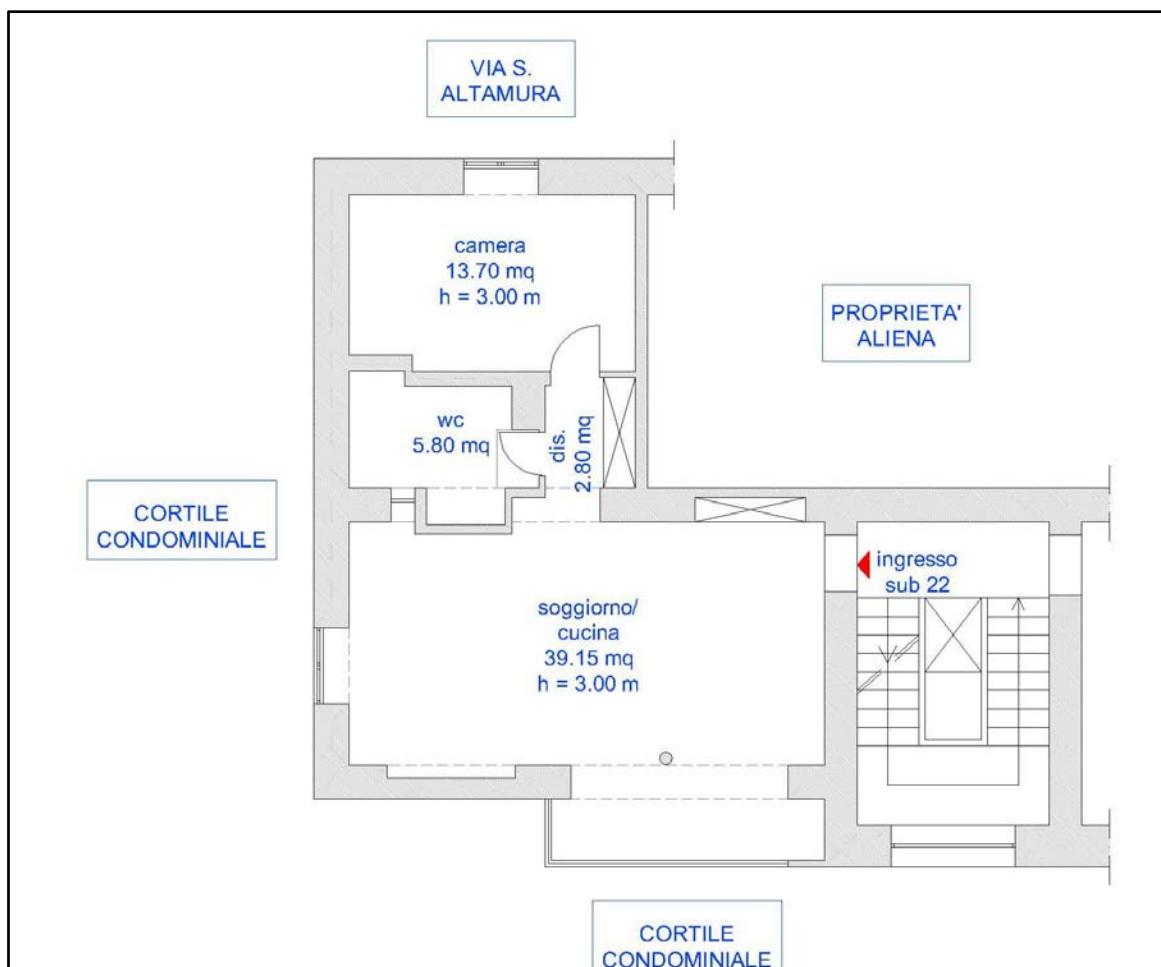 VIA S.
ALTAMURA
camera
13.70 mq
h = 3.00 m
PROPRIETA'
ALIENA
wc
5.80 mq
dis.
2.80 mq
CORTILE
CONDOMINIALE
ingresso
sub 22
soggiorno/
cucina
39.15 mq
h = 3.00 m
CORTILE
CONDOMINIALE